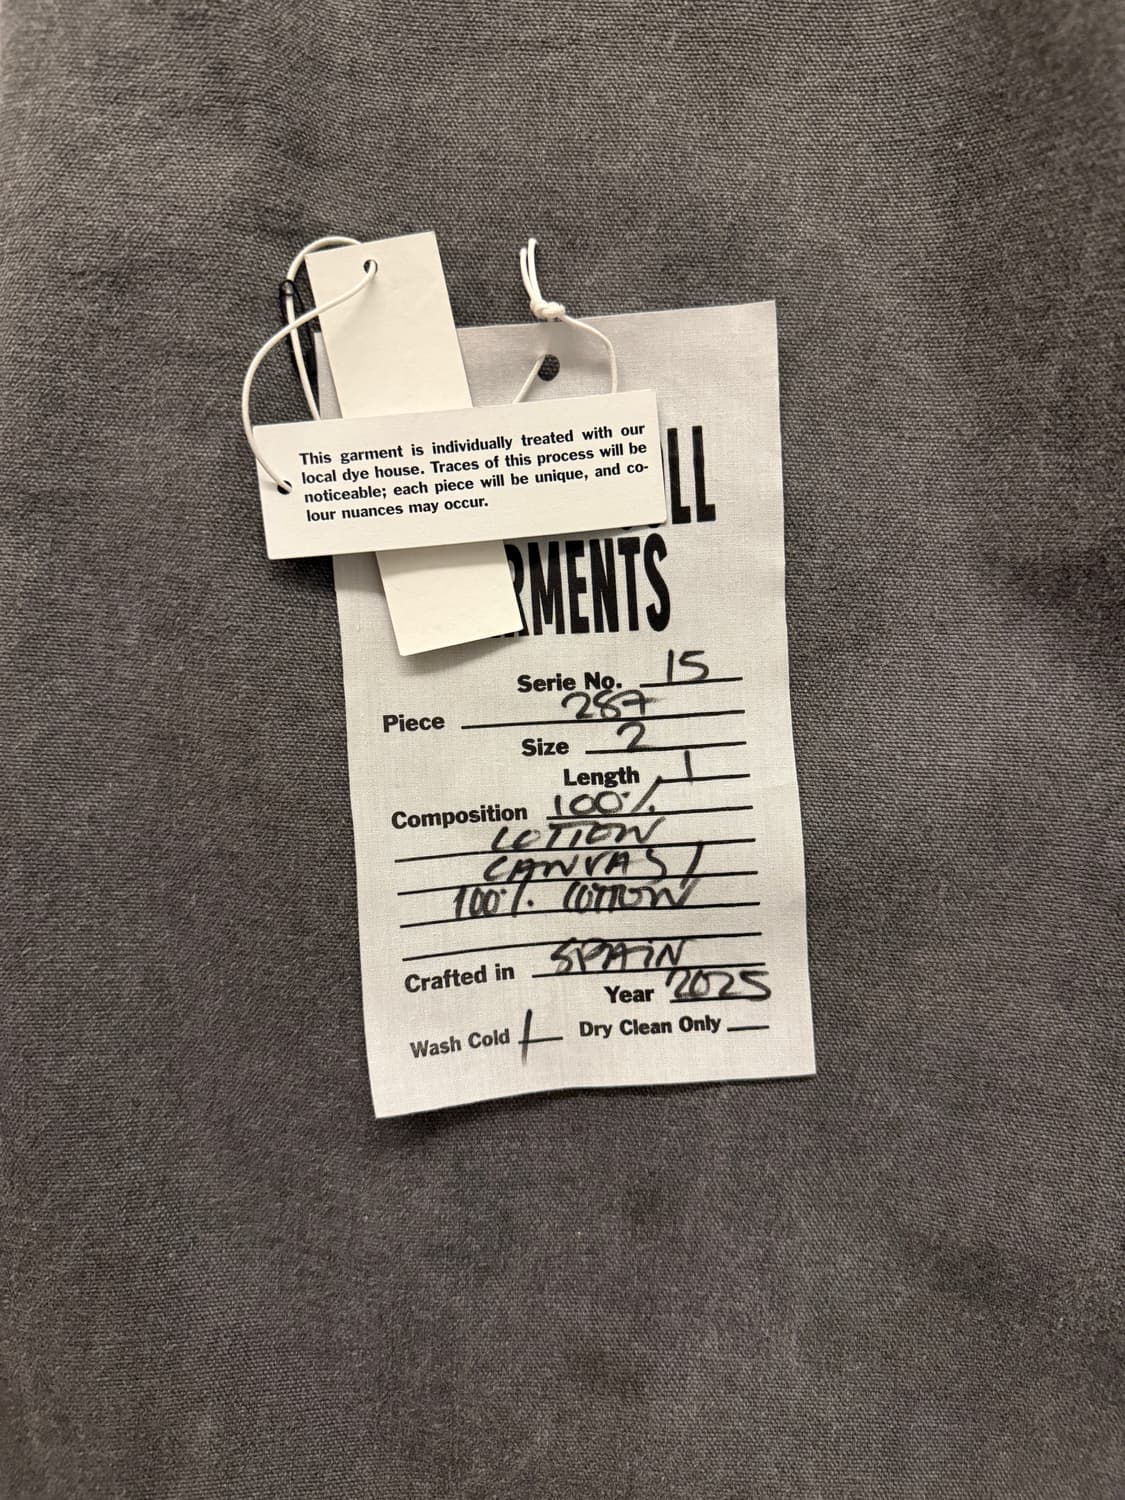 This garment is individually treated with our
local dye house. Traces of this process will be
noticeable; each piece will be unique, and co-
lour nuances may occur.
LL
RMENTS
Serie No. 15
Piece 287
Size 2
Length 1
Composition 100%
COTTON
CANVAS /
100% COTTON
Crafted in SPAIN
Year 2025
Wash Cold / Dry Clean Only